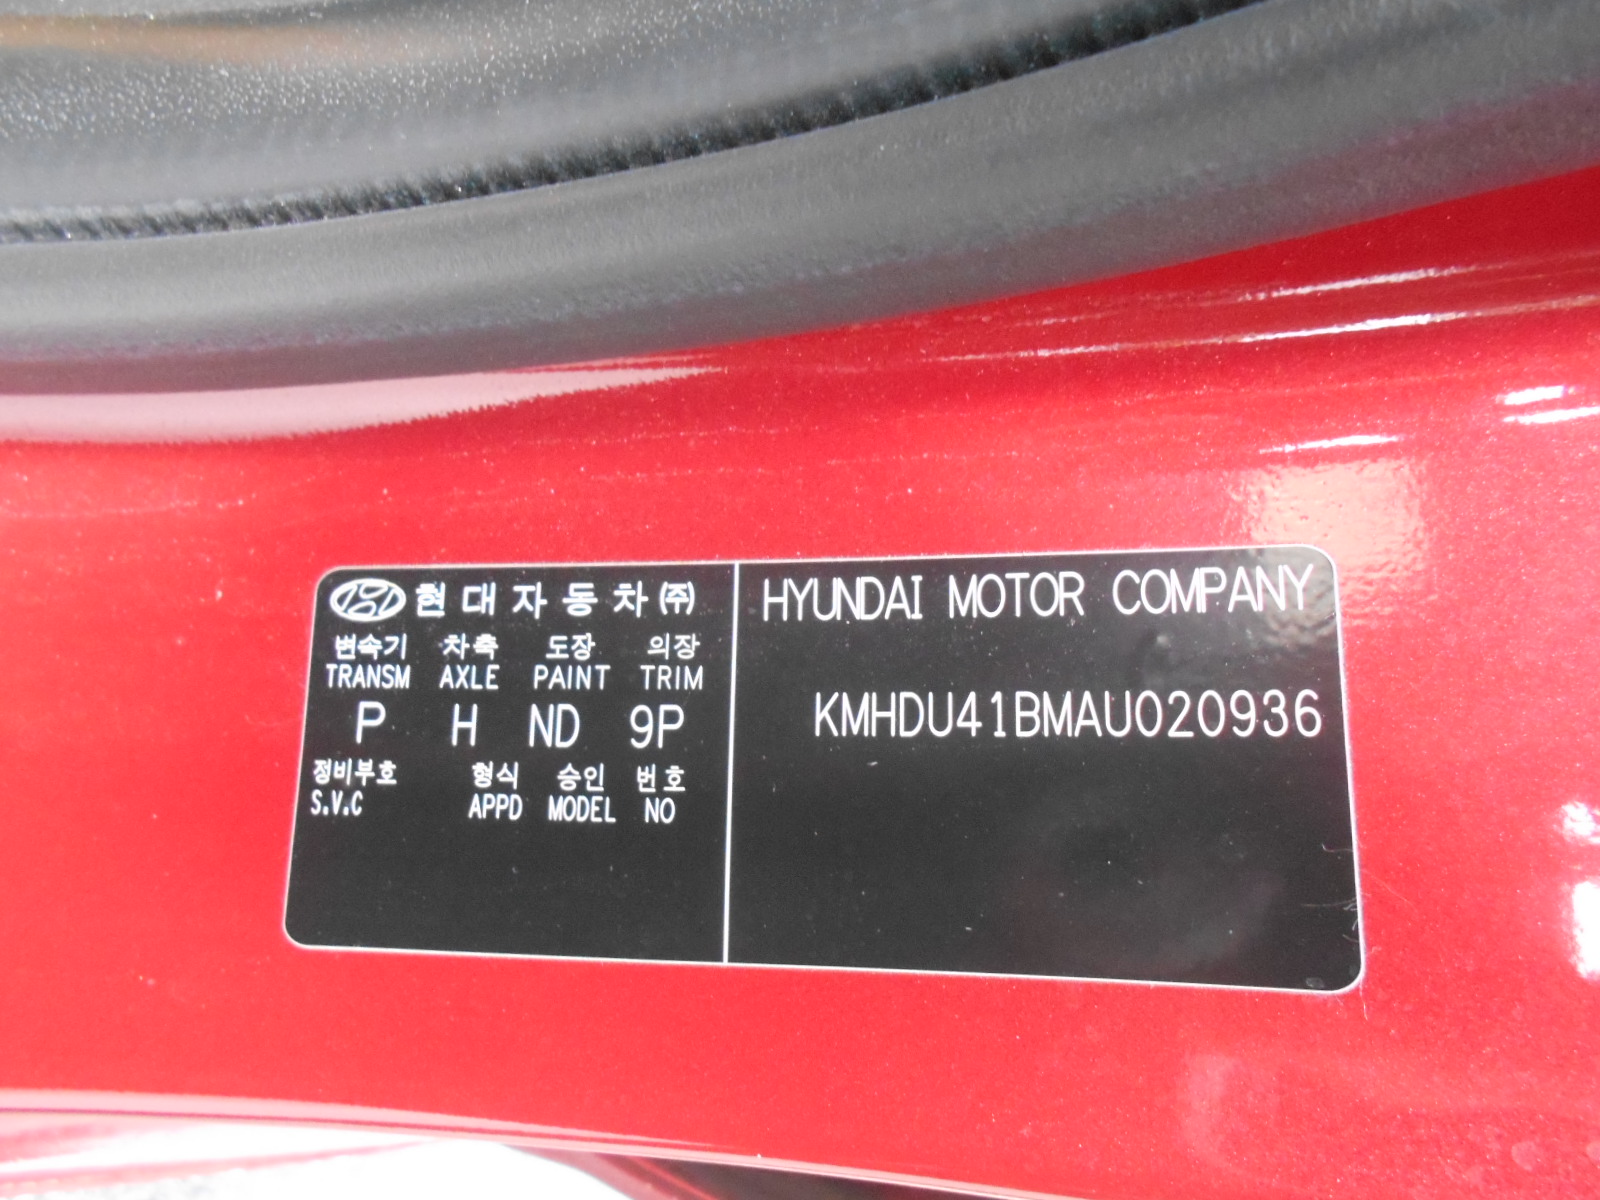 현대자동차㈜
변속기 차축 도장 의장
TRANSM AXLE PAINT TRIM
P H ND 9P
정비부호 형식 승인 번호
S.V.C APPD MODEL NO
HYUNDAI MOTOR COMPANY
KMHDU41BMAU020936